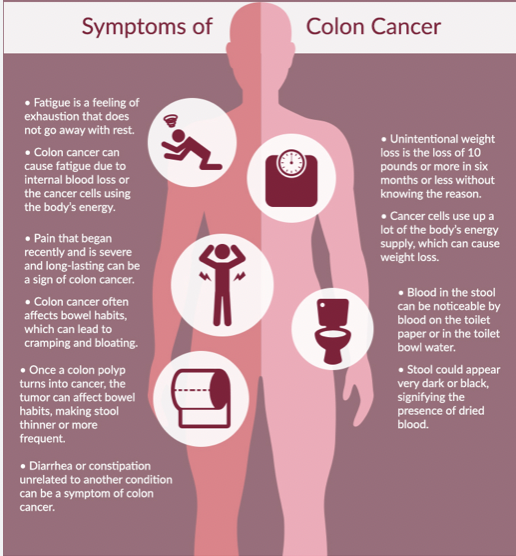 Symptoms of Colon Cancer
• Fatigue is a feeling of
exhaustion that does
not go away with rest.
• Colon cancer can
cause fatigue due to
internal blood loss or
the cancer cells using
the body's energy.
• Pain that began
recently and is severe
and long-lasting can be
a sign of colon cancer.
• Colon cancer often
affects bowel habits,
which can lead to
cramping and bloating.
• Once a colon polyp
turns into cancer, the
tumor can affect bowel
habits, making stool
thinner or more
frequent.
• Diarrhea or constipation
unrelated to another condition
can be a symptom of colon
cancer.
• Unintentional weight
loss is the loss of 10
pounds or more in six
months or less without
knowing the reason.
• Cancer cells use up a
lot of the body's energy
supply, which can cause
weight loss.
• Blood in the stool
can be noticeable by
blood on the toilet
paper or in the toilet
bowl water.
• Stool could appear
very dark or black,
signifying the
presence of dried
blood.